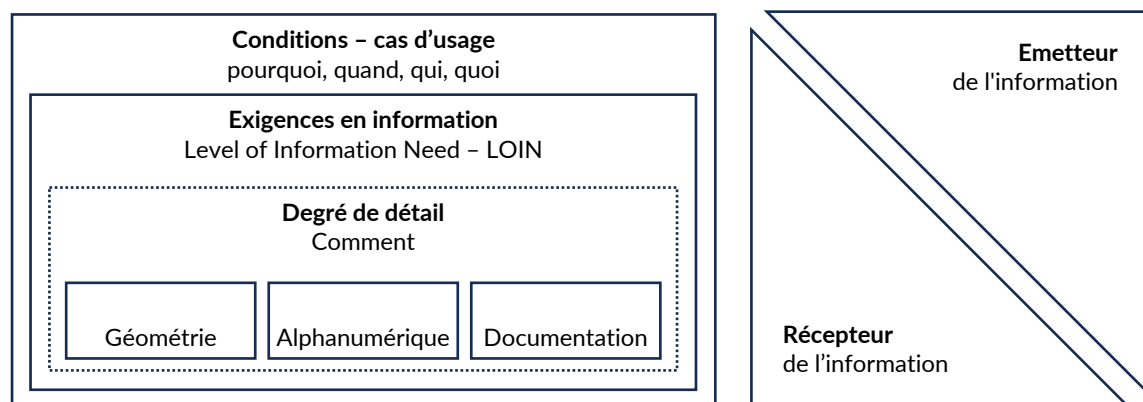 Conditions – cas d’usage
pourquoi, quand, qui, quoi
Exigences en information
Level of Information Need – LOIN
Degré de détail
Comment
Géométrie
Alphanumérique
Documentation
Emetteur
de l'information
Récepteur
de l’information